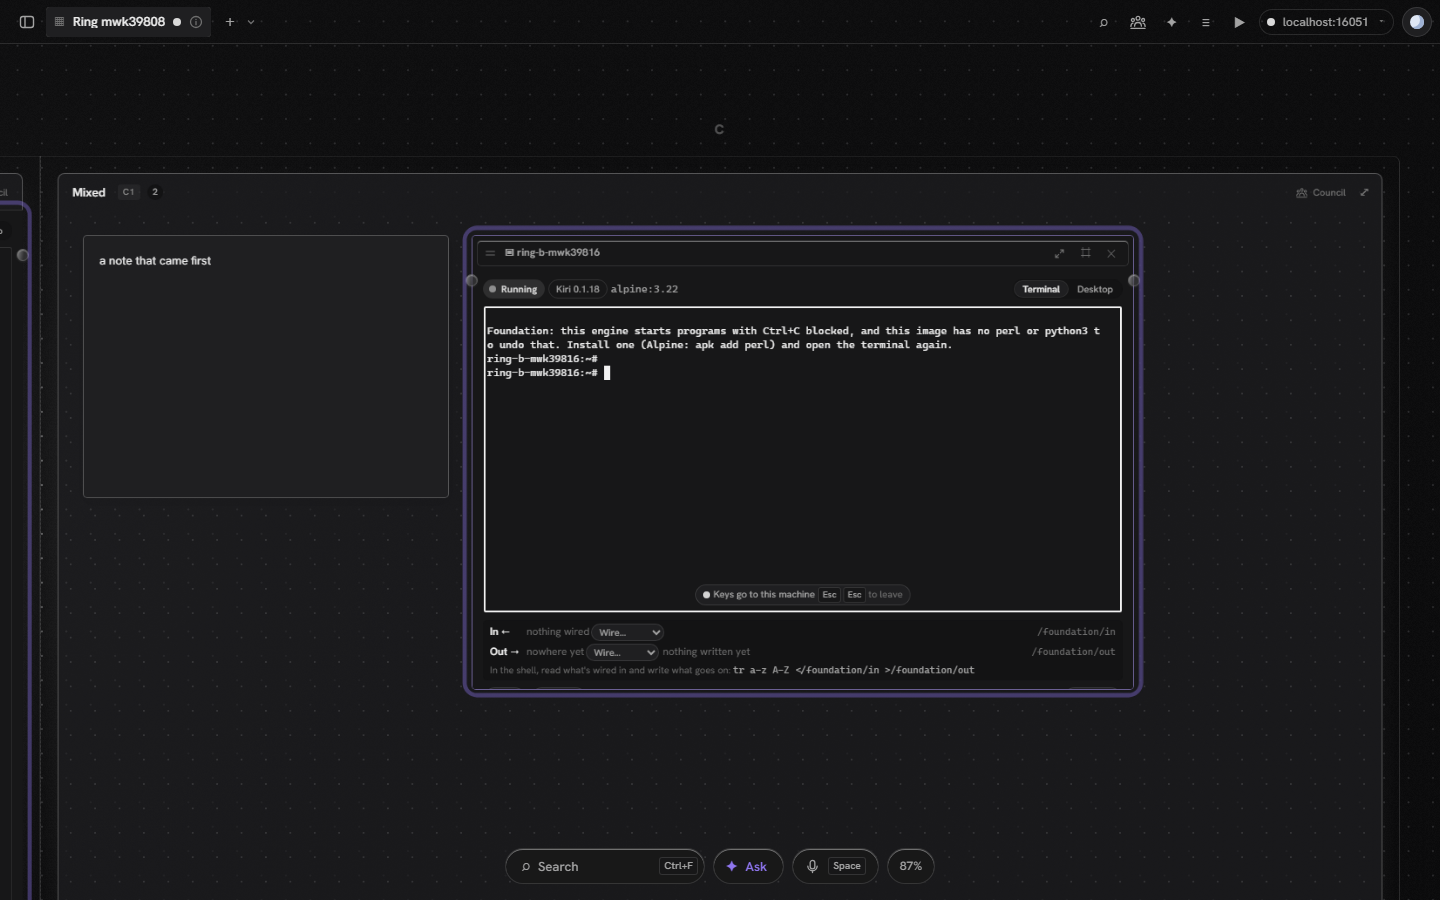 Ring mwk39808
localhost:16051
C
cil
Mixed C1 2
Council
a note that came first
ring-b-mwk39816
Running Kiri 0.1.18 alpine:3.22
Terminal Desktop
Foundation: this engine starts programs with Ctrl+C blocked, and this image has no perl or python3 t
o undo that. Install one (Alpine: apk add perl) and open the terminal again.
ring-b-mwk39816:~#
ring-b-mwk39816:~#
Keys go to this machine Esc Esc to leave
In ← nothing wired Wire… /foundation/in
Out → nowhere yet Wire… nothing written yet /foundation/out
In the shell, read what's wired in and write what goes on: tr a-z A-Z </foundation/in >/foundation/out
Search Ctrl+F Ask Space 87%